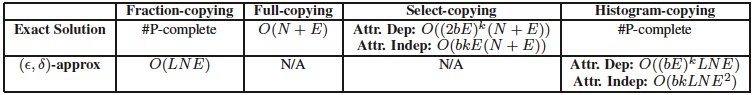 Fraction-copying Full-copying Select-copying Histogram-copying
Exact Solution #P-complete O(N + E) Attr. Dep: O((2bE)^k(N + E)) #P-complete
Attr. Indep: O(bkE(N + E))
(ϵ, δ)-approx O(LNE) N/A N/A Attr. Dep: O((bE)^kLNE)
Attr. Indep: O(bkLNE^2)